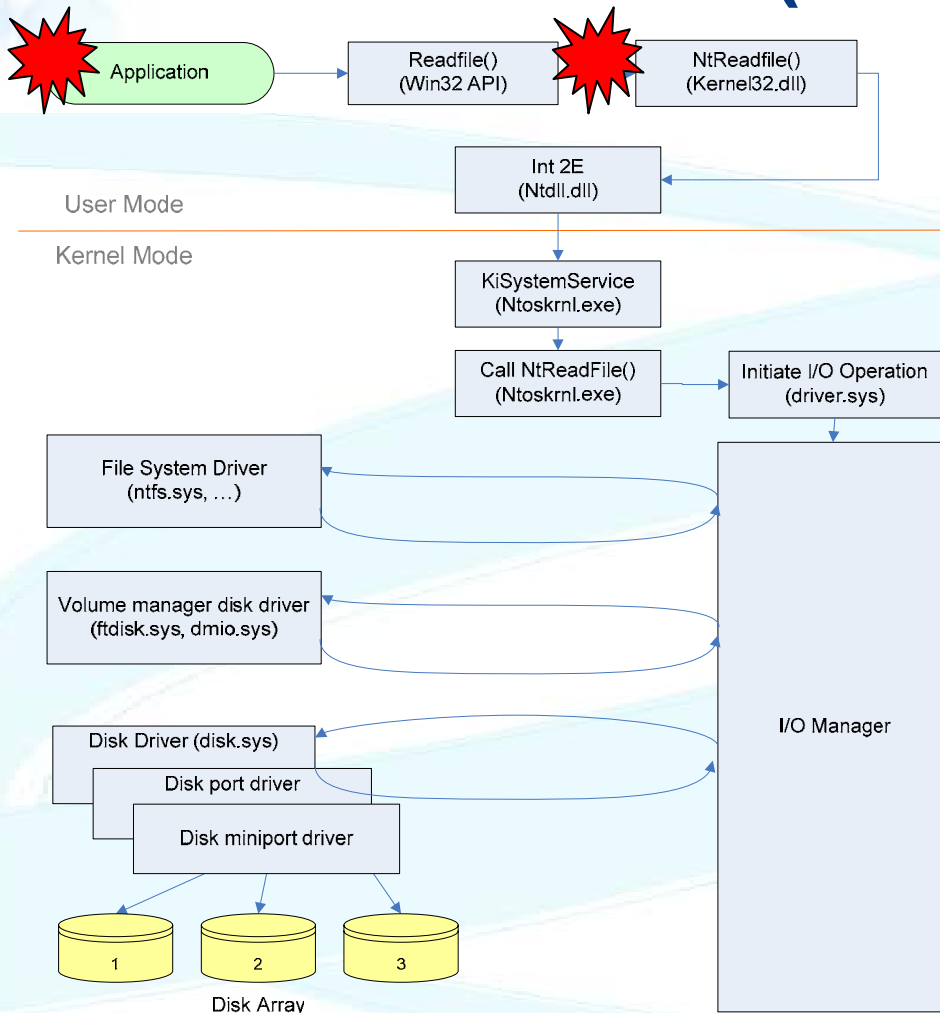 Application
Readfile()
(Win32 API)
NtReadfile()
(Kernel32.dll)
Int 2E
(Ntdll.dll)
User Mode
Kernel Mode
KiSystemService
(Ntoskrnl.exe)
Call NtReadFile()
(Ntoskrnl.exe)
Initiate I/O Operation
(driver.sys)
File System Driver
(ntfs.sys, …)
Volume manager disk driver
(ftdisk.sys, dmio.sys)
I/O Manager
Disk Driver (disk.sys)
Disk port driver
Disk miniport driver
1
2
3
Disk Array